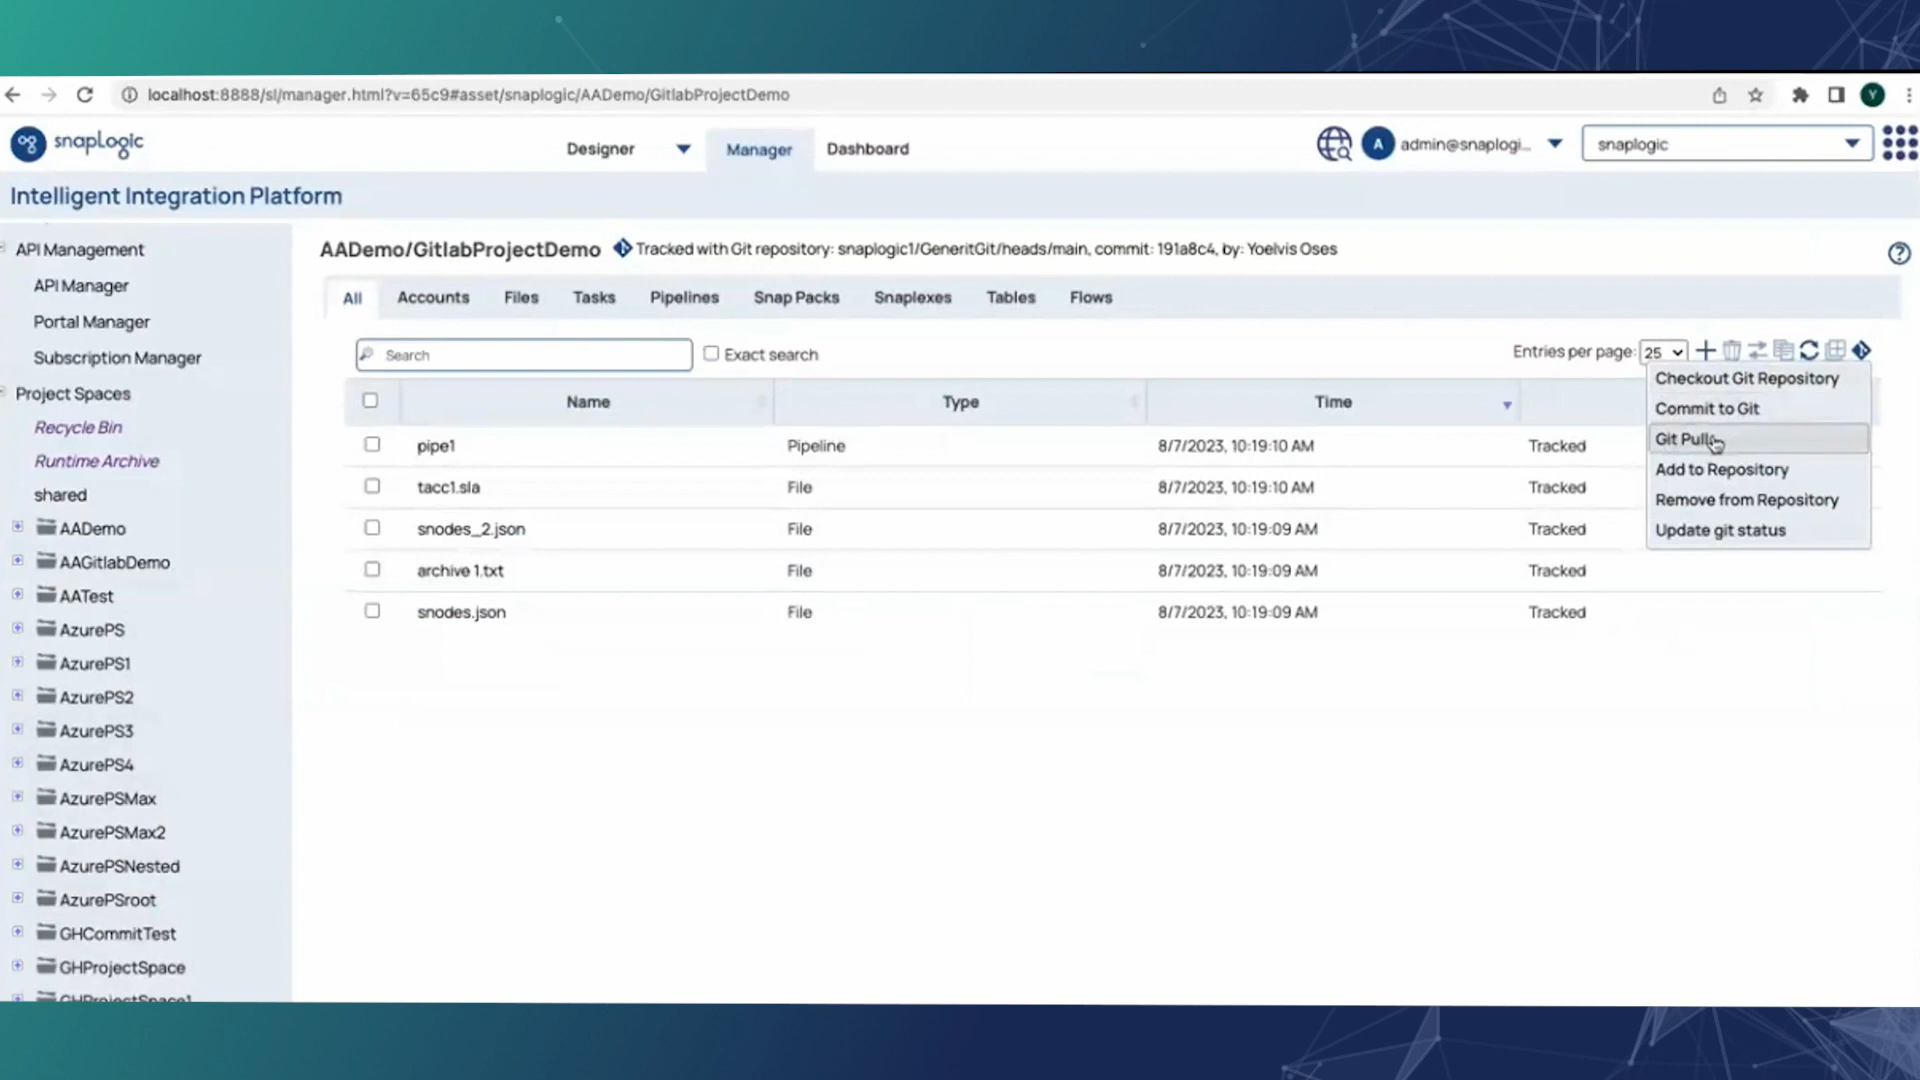 localhost:8888/sl/manager.html?v=65c9#asset/snaplogic/AADemo/GitlabProjectDemo
Y
snapLogic
Designer
Manager
Dashboard
A
admin@snaplogi...
snaplogic
Intelligent Integration Platform
API Management
API Manager
Portal Manager
Subscription Manager
Project Spaces
Recycle Bin
Runtime Archive
shared
AADemo
AAGitlabDemo
AATest
AzurePS
AzurePS1
AzurePS2
AzurePS3
AzurePS4
AzurePSMax
AzurePSMax2
AzurePSNested
AzurePSroot
GHCommitTest
GHProjectSpace
GHProjectSpace1
AADemo/GitlabProjectDemo Tracked with Git repository: snaplogic1/GeneritGit/heads/main, commit: 191a8c4, by: Yoelvis Oses
All Accounts Files Tasks Pipelines Snap Packs Snaplexes Tables Flows
Search
Exact search
Entries per page: 25
Name Type Time
pipe1 Pipeline 8/7/2023, 10:19:10 AM Tracked
tacc1.sla File 8/7/2023, 10:19:10 AM Tracked
snodes_2.json File 8/7/2023, 10:19:09 AM Tracked
archive 1.txt File 8/7/2023, 10:19:09 AM Tracked
snodes.json File 8/7/2023, 10:19:09 AM Tracked
Checkout Git Repository
Commit to Git
Git Pull
Add to Repository
Remove from Repository
Update git status